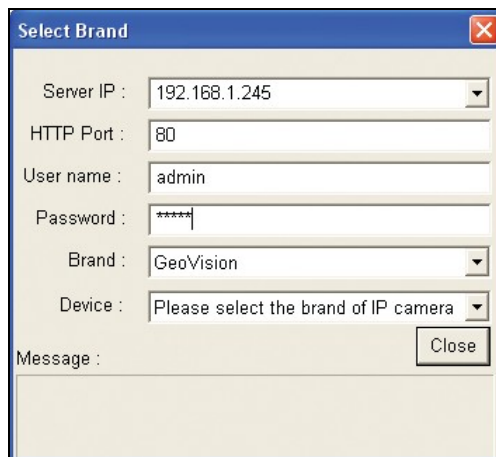 Select Brand
Server IP : 192.168.1.245
HTTP Port : 80
User name : admin
Password : *****
Brand : GeoVision
Device : Please select the brand of IP camera
Close
Message :